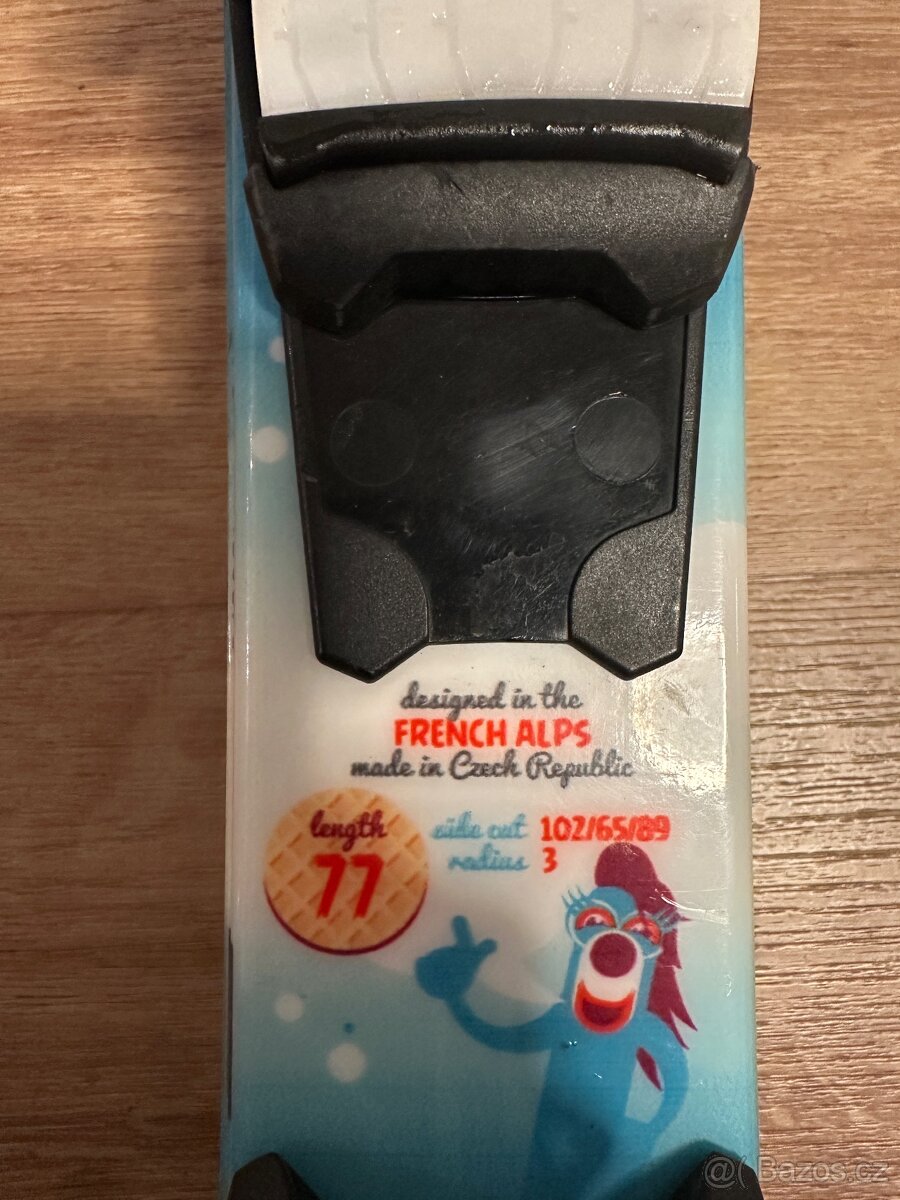 designed in the
FRENCH ALPS
made in Czech Republic
length
77
side cut 102/65/89
radius 3
@( Bazos.cz